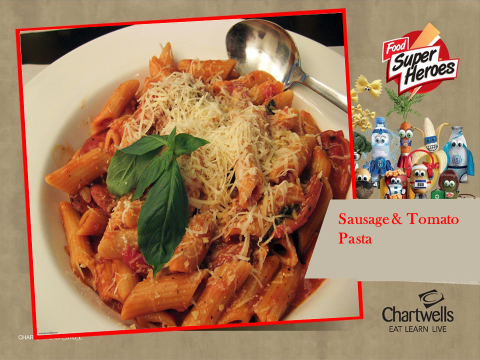 Food
Super
Heroes
Sausage & Tomato
Pasta
Chartwells
EAT LEARN LIVE